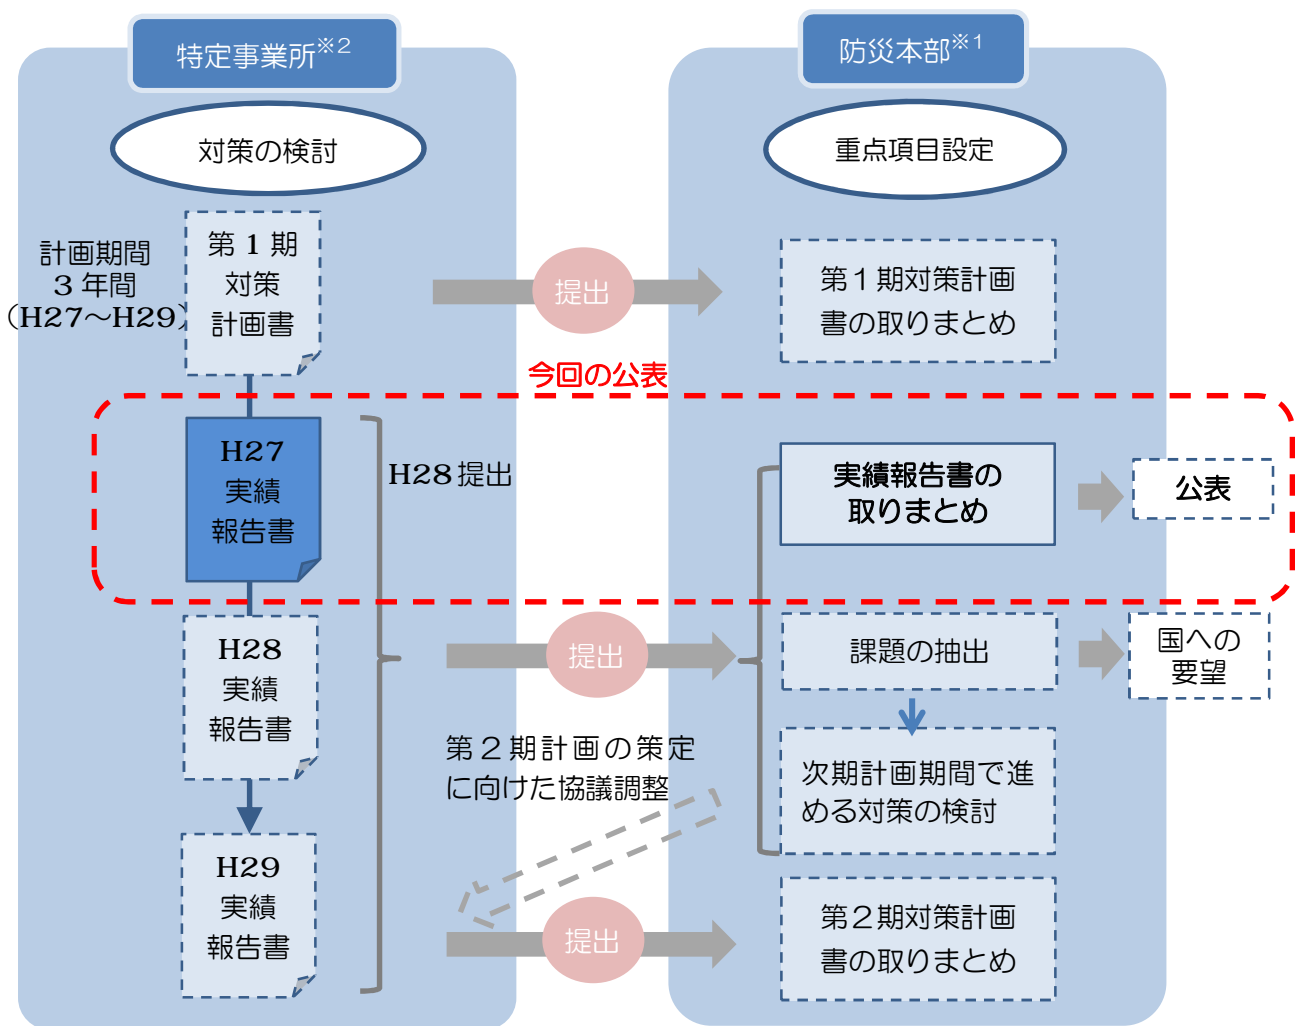 特定事業所※2
防災本部※1
対策の検討
重点項目設定
計画期間
3年間
(H27～H29)
第1期
対策
計画書
提出
第1期対策計画
書の取りまとめ
今回の公表
H27
実績
報告書
H28提出
実績報告書の
取りまとめ
公表
H28
実績
報告書
提出
課題の抽出
国への
要望
第2期計画の策定
に向けた協議調整
次期計画期間で進
める対策の検討
H29
実績
報告書
提出
第2期対策計画
書の取りまとめ